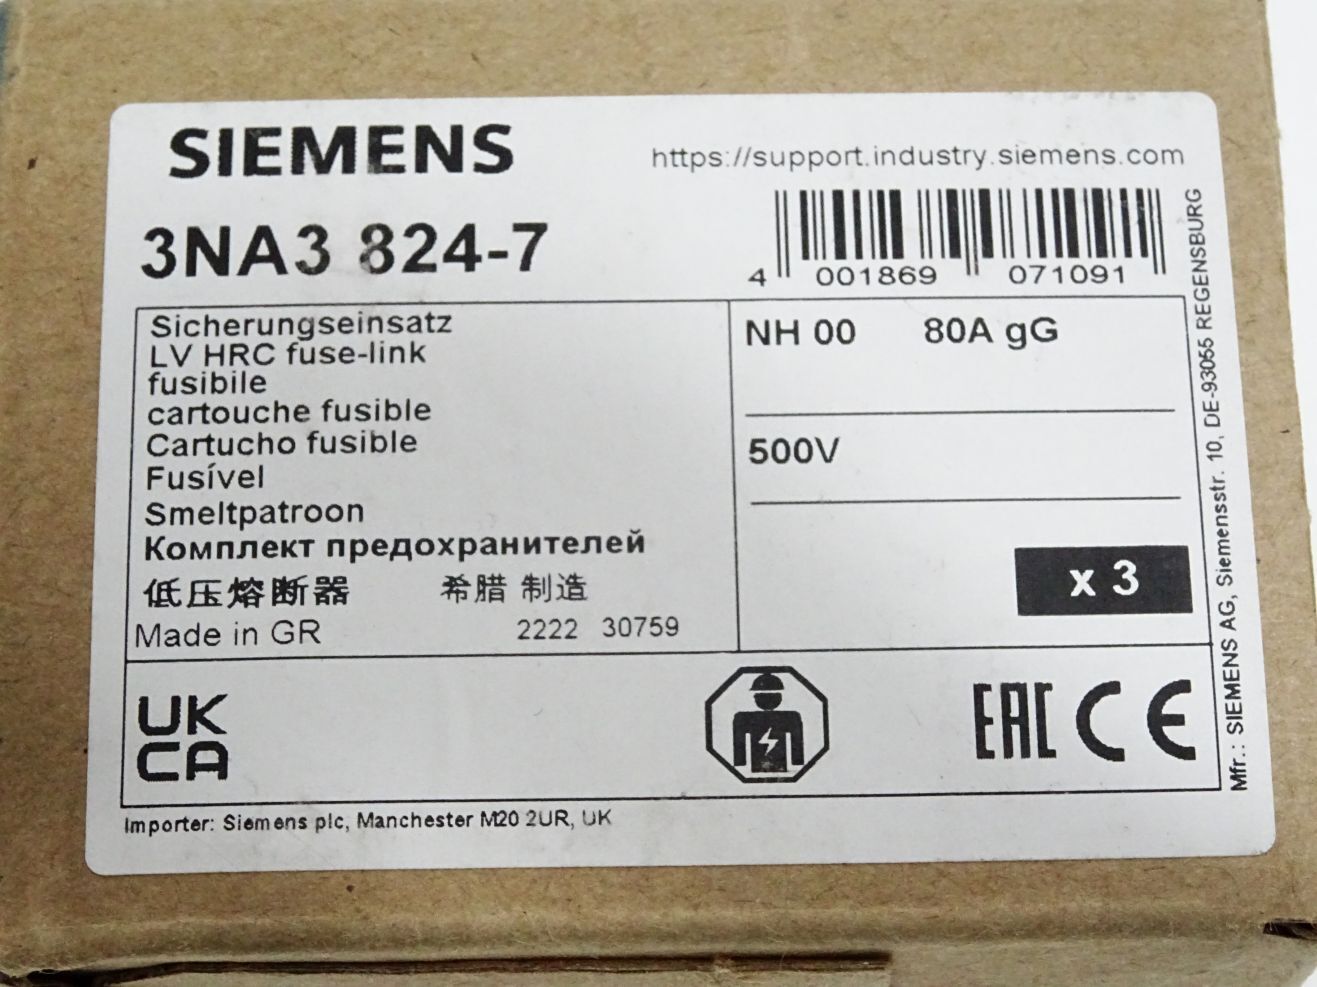 SIEMENS
https://support.industry.siemens.com
3NA3 824-7
4 001869 071091
Sicherungseinsatz
LV HRC fuse-link
fusibile
cartouche fusible
Cartucho fusible
Fusível
Smeltpatroon
Комплект предохранителей
低压熔断器 希腊 制造
Made in GR 2222 30759
NH 00 80A gG
500V
x 3
UK
CA
EAC CE
Importer: Siemens plc, Manchester M20 2UR, UK
Mfr.: SIEMENS AG, Siemensstr. 10, DE-93055 REGENSBURG